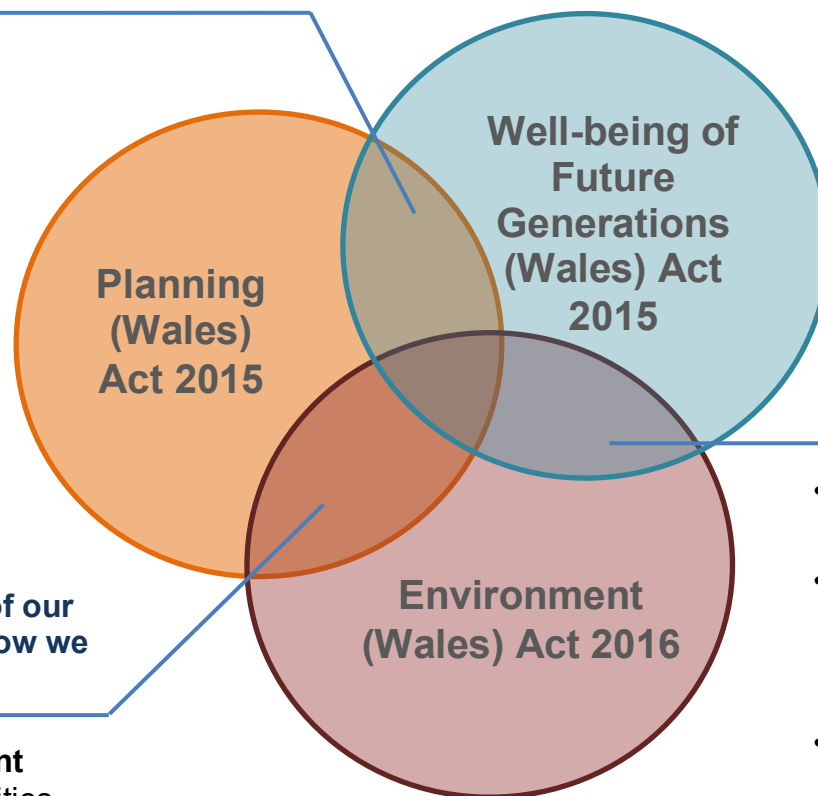 Well-being of
Future
Generations
(Wales) Act
2015
Planning
(Wales)
Act 2015
Environment
(Wales) Act 2016
of our
ow we
nt
•
•
•